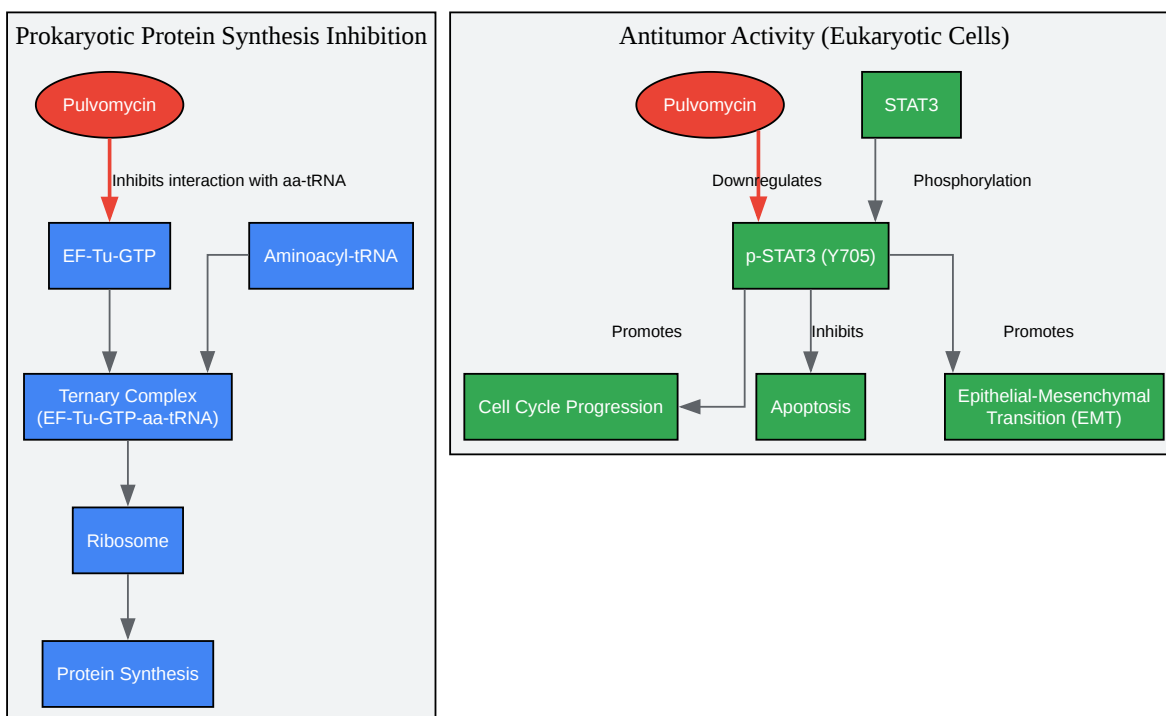 Prokaryotic Protein Synthesis Inhibition
Pulvomycin
Inhibits interaction with aa-tRNA
EF-Tu-GTP
Aminoacyl-tRNA
Ternary Complex
(EF-Tu-GTP-aa-tRNA)
Ribosome
Protein Synthesis
Antitumor Activity (Eukaryotic Cells)
Pulvomycin
STAT3
Downregulates
Phosphorylation
p-STAT3 (Y705)
Promotes
Inhibits
Promotes
Cell Cycle Progression
Apoptosis
Epithelial-Mesenchymal
Transition (EMT)